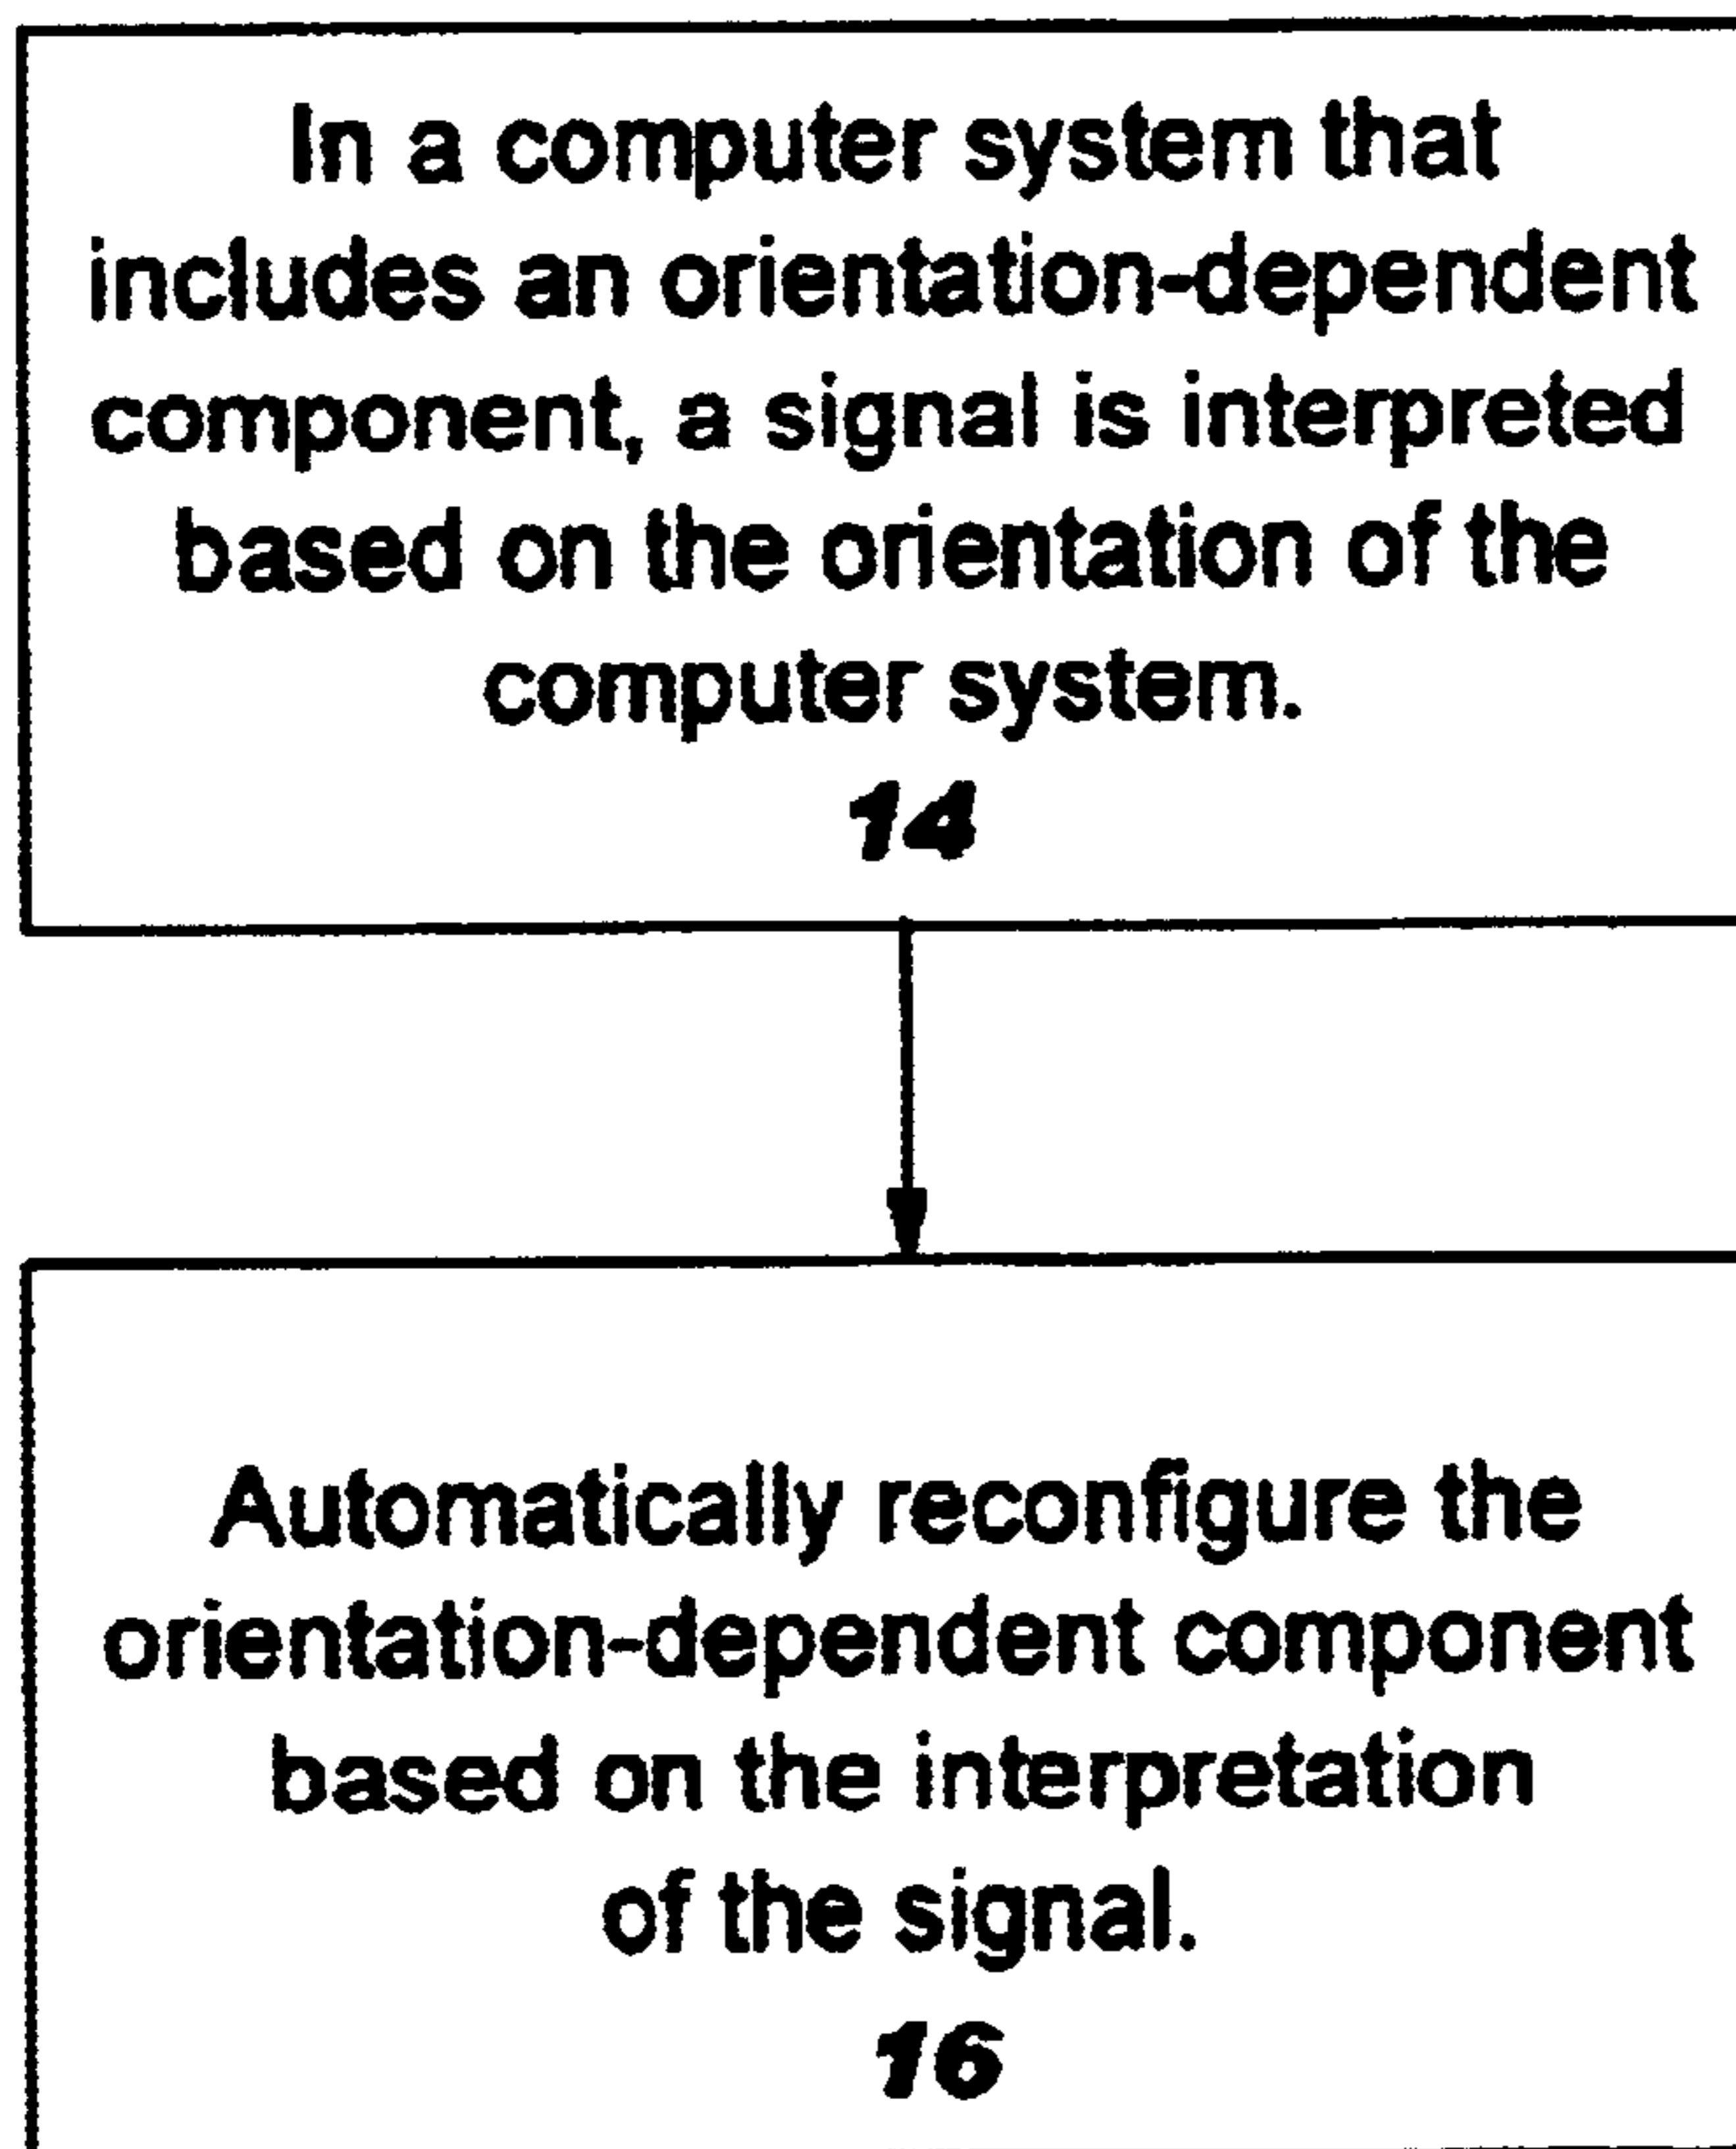 In a computer system that
includes an orientation-dependent
component, a signal is interpreted
based on the orientation of the
computer system.
14
Automatically reconfigure the
orientation-dependent component
based on the interpretation
of the signal.
16